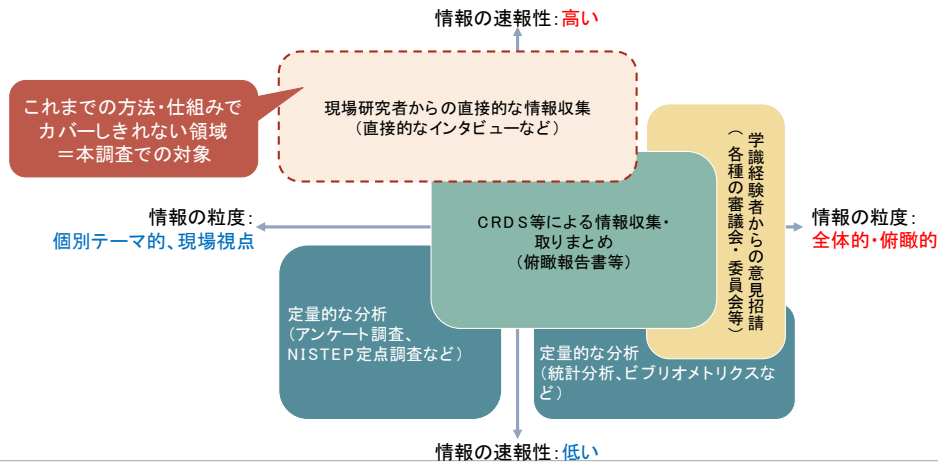 情報の速報性：高い
これまでの方法・仕組みで
カバーしきれない領域
＝本調査での対象
現場研究者からの直接的な情報収集
（直接的なインタビューなど）
学識経験者からの意見招請
（各種の審議会・委員会等）
情報の粒度：
個別テーマ的、現場視点
CRDS等による情報収集・
取りまとめ
（俯瞰報告書等）
情報の粒度：
全体的・俯瞰的
定量的な分析
（アンケート調査、
NISTEP定点調査など）
定量的な分析
（統計分析、ビブリオメトリクスな
ど）
情報の速報性：低い